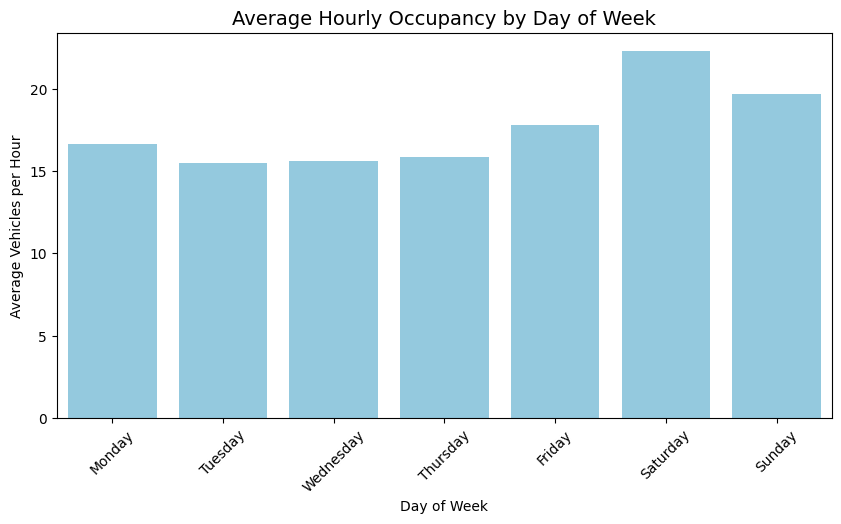 Average Hourly Occupancy by Day of Week
Average Vehicles per Hour
20
15
10
5
0
Monday
Tuesday
Wednesday
Thursday
Friday
Saturday
Sunday
Day of Week